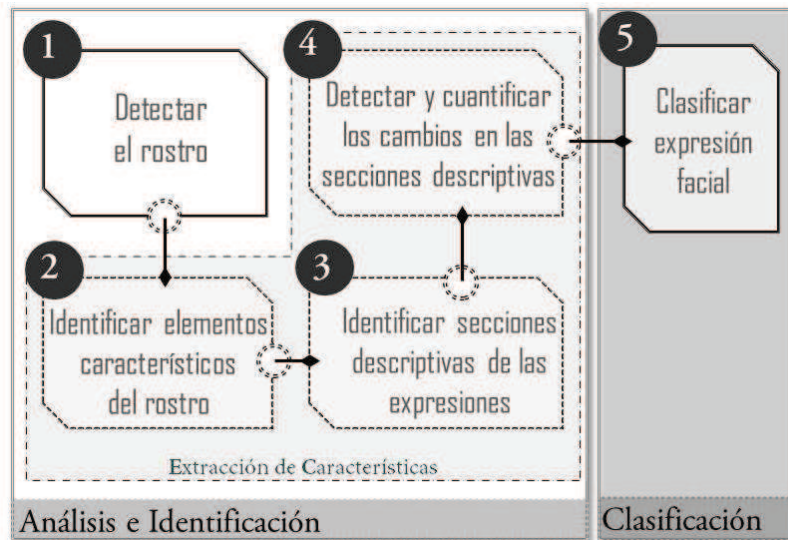 1
Detectar
el rostro
2
Identificar elementos
característicos
del rostro
3
Identificar secciones
descriptivas de las
expresiones
4
Detectar y cuantificar
los cambios en las
secciones descriptivas
Extracción de Características
Análisis e Identificación
5
Clasificar
expresión
facial
Clasificación